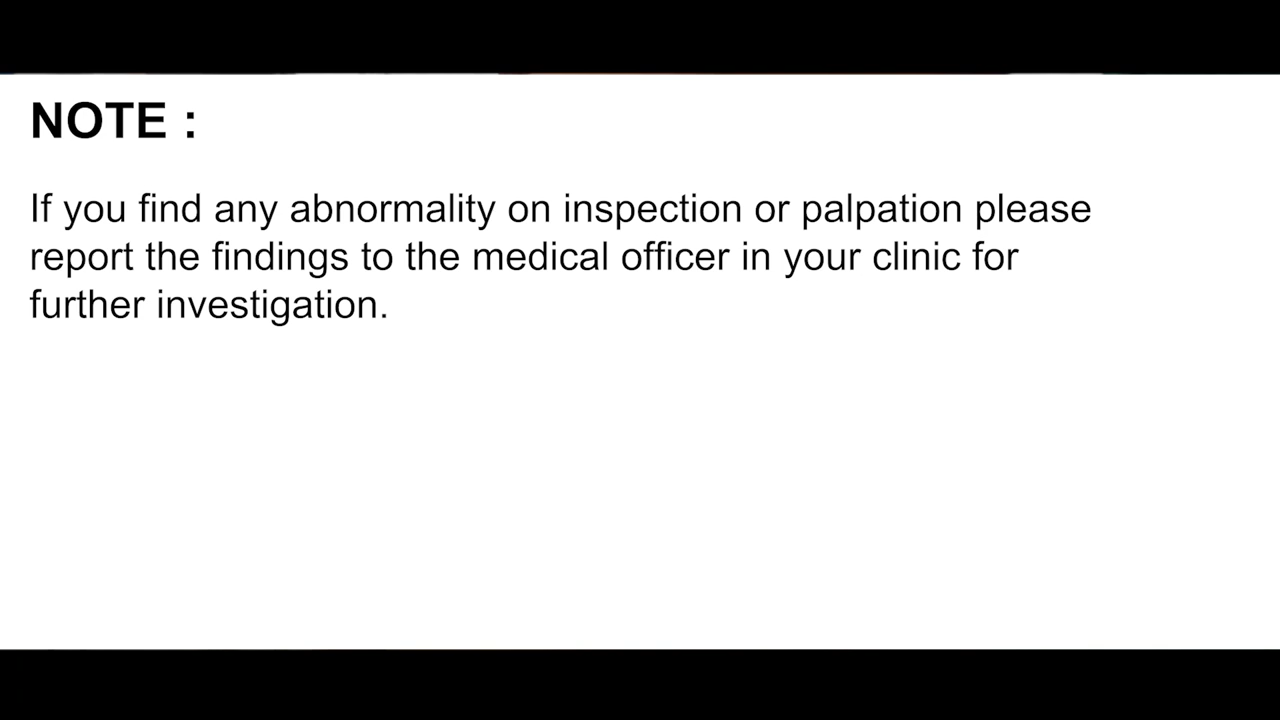 NOTE :
If you find any abnormality on inspection or palpation please
report the findings to the medical officer in your clinic for
further investigation.